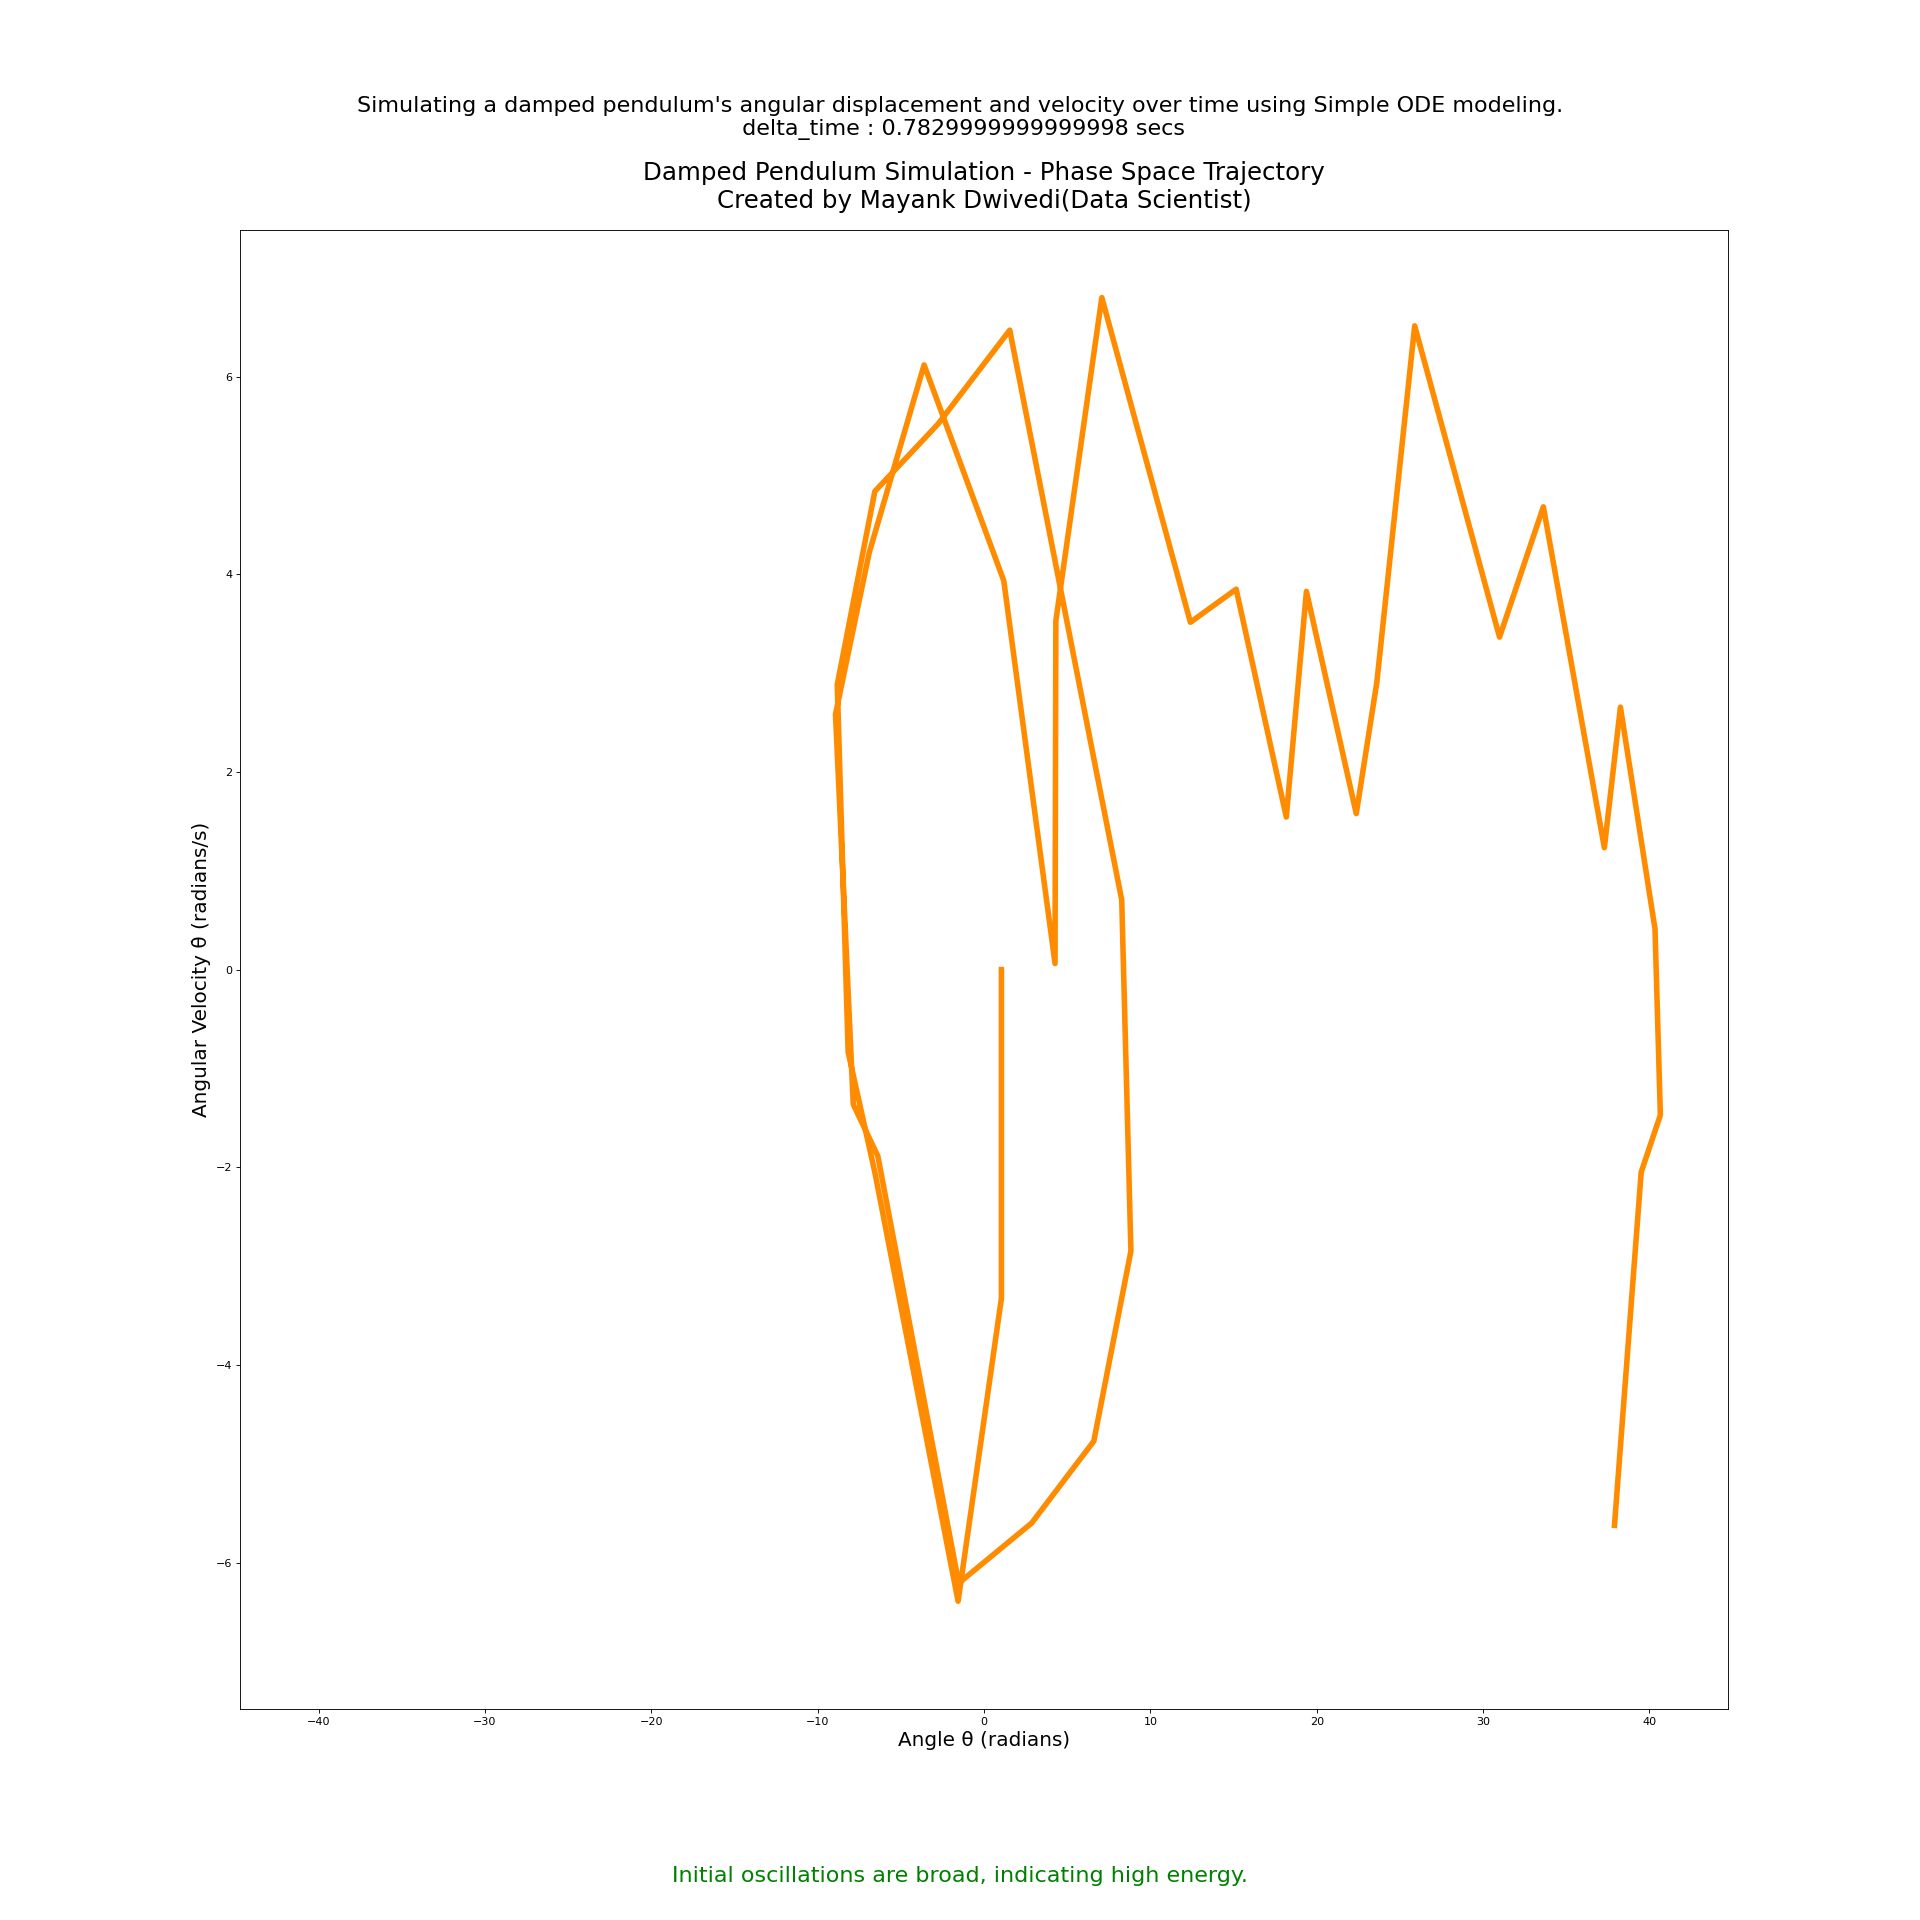 Simulating a damped pendulum's angular displacement and velocity over time using Simple ODE modeling.
delta_time : 0.7829999999999998 secs
Damped Pendulum Simulation - Phase Space Trajectory
Created by Mayank Dwivedi(Data Scientist)
6
4
2
0
−2
−4
−6
Angular Velocity θ (radians/s)
−40
−30
−20
−10
0
10
20
30
40
Angle θ (radians)
Initial oscillations are broad, indicating high energy.